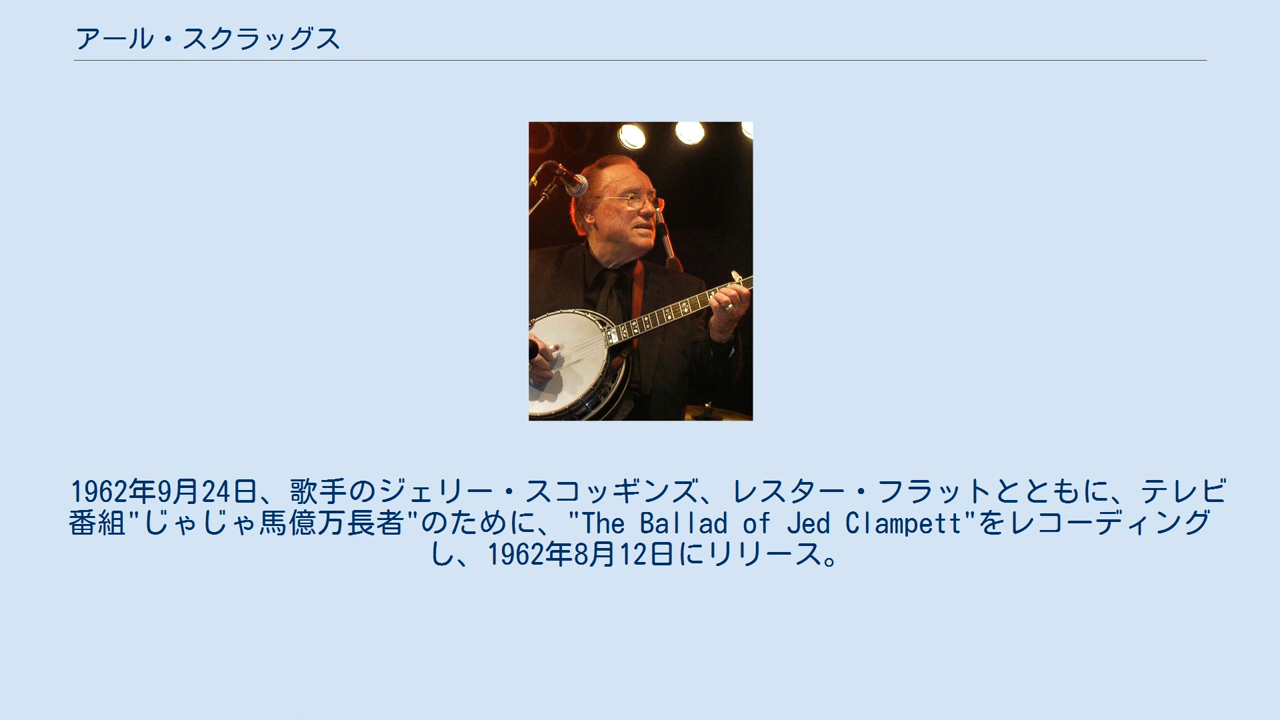 アール・スクラッグス
1962年9月24日、歌手のジェリー・スコッギンズ、レスター・フラットとともに、テレビ
番組"じゃじゃ馬億万長者"のために、"The Ballad of Jed Clampett"をレコーディング
し、1962年8月12日にリリース。